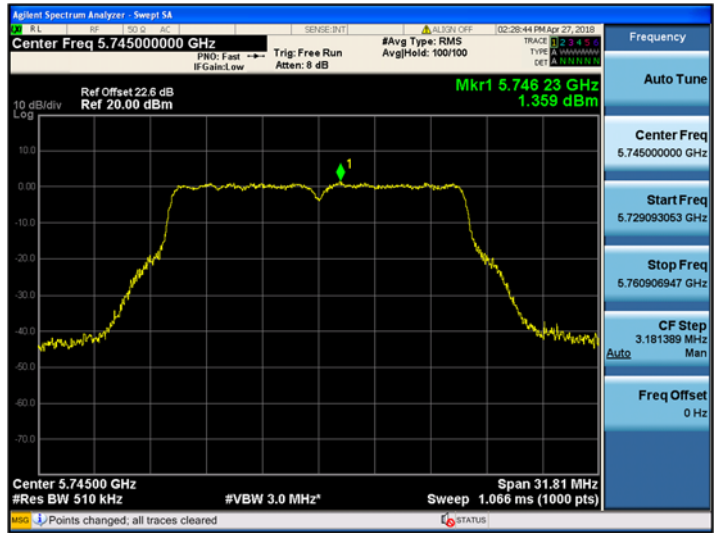 Agilent Spectrum Analyzer - Swept SA
RL RF 50 Ω AC SENSE:INT ALIGN OFF 02:28:44 PM Apr 27, 2018
Center Freq 5.745000000 GHz
#Avg Type: RMS
TRACE 1 2 3 4 5 6
PNO: Fast
Trig: Free Run
Avg|Hold: 100/100
TYPE A WWWWW
IFGain:Low
Atten: 8 dB
DET A N N N N N
Ref Offset 22.6 dB
Mkr1 5.746 23 GHz
10 dB/div
Ref 20.00 dBm
1.359 dBm
Log
1
10.0
0.00
-10.0
-20.0
-30.0
-40.0
-50.0
-60.0
-70.0
Center 5.74500 GHz
Span 31.81 MHz
#Res BW 510 kHz
#VBW 3.0 MHz*
Sweep 1.066 ms (1000 pts)
MSG
Points changed; all traces cleared
STATUS
Frequency
Auto Tune
Center Freq
5.745000000 GHz
Start Freq
5.729093053 GHz
Stop Freq
5.760906947 GHz
CF Step
3.181389 MHz
Auto Man
Freq Offset
0 Hz